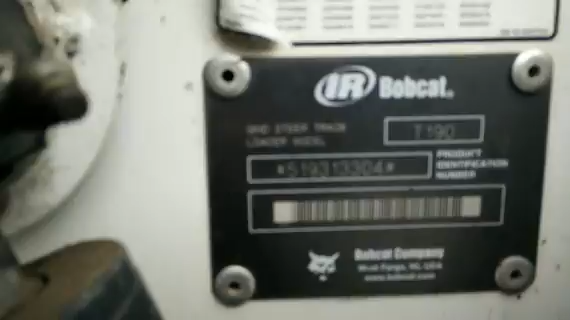 IR Bobcat®
SKID STEER TRACK
LOADER MODEL
T190
*519313304*
PRODUCT
IDENTIFICATION
NUMBER
Bobcat Company
West Fargo, ND, USA
www.bobcat.com